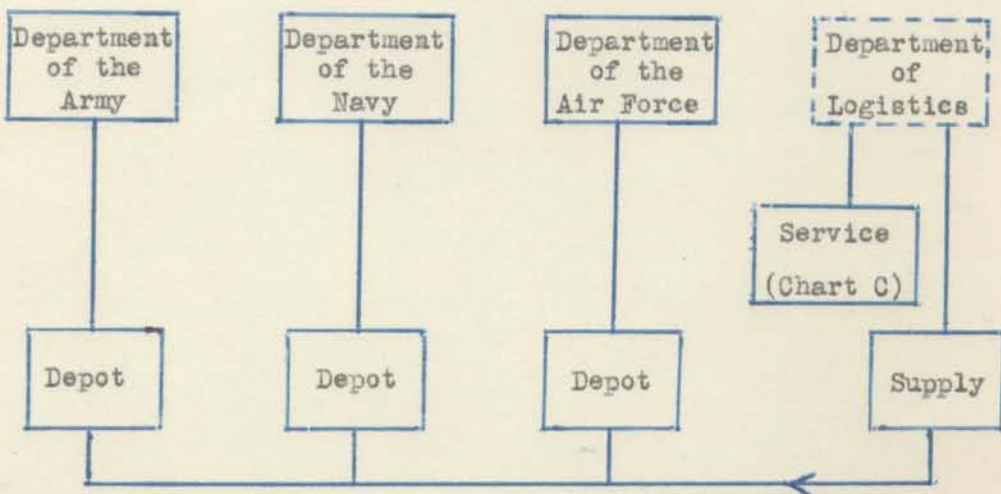 Department
of the
Army
Department
of the
Navy
Department
of the
Air Force
Department
of
Logistics
Service
(Chart C)
Depot
Depot
Depot
Supply